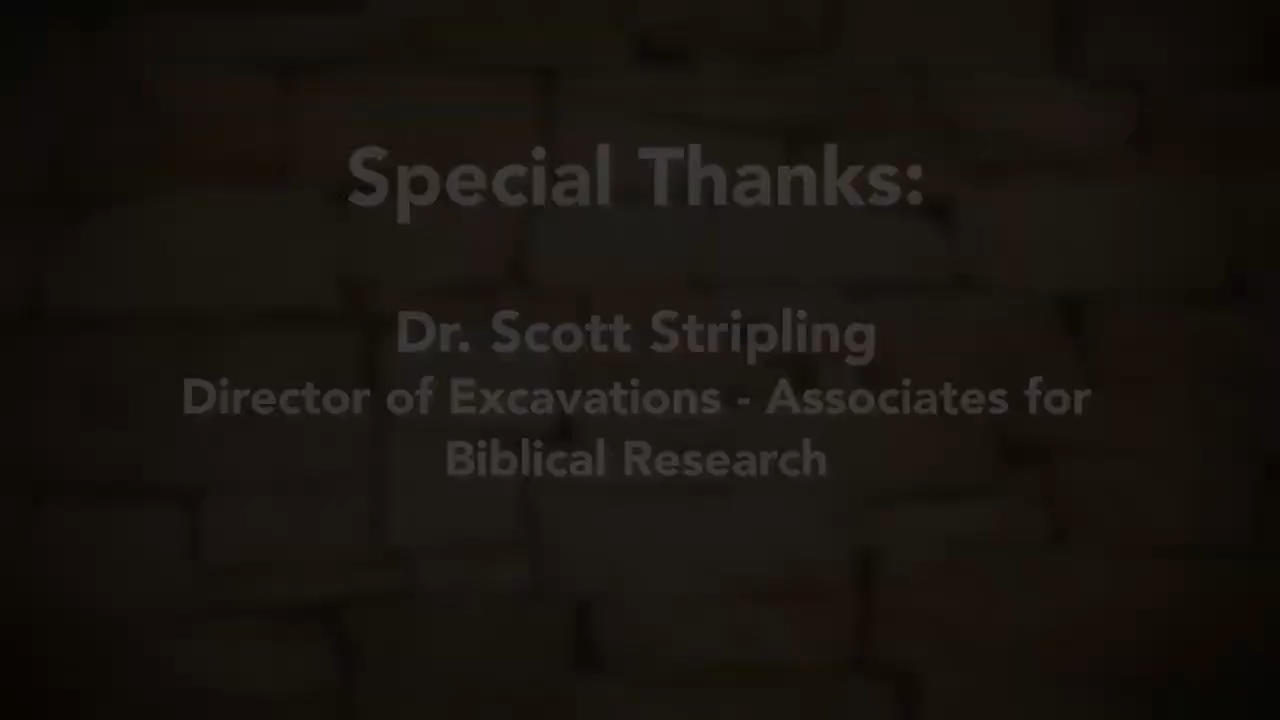 Special Thanks:
Dr. Scott Stripling
Director of Excavations - Associates for
Biblical Research